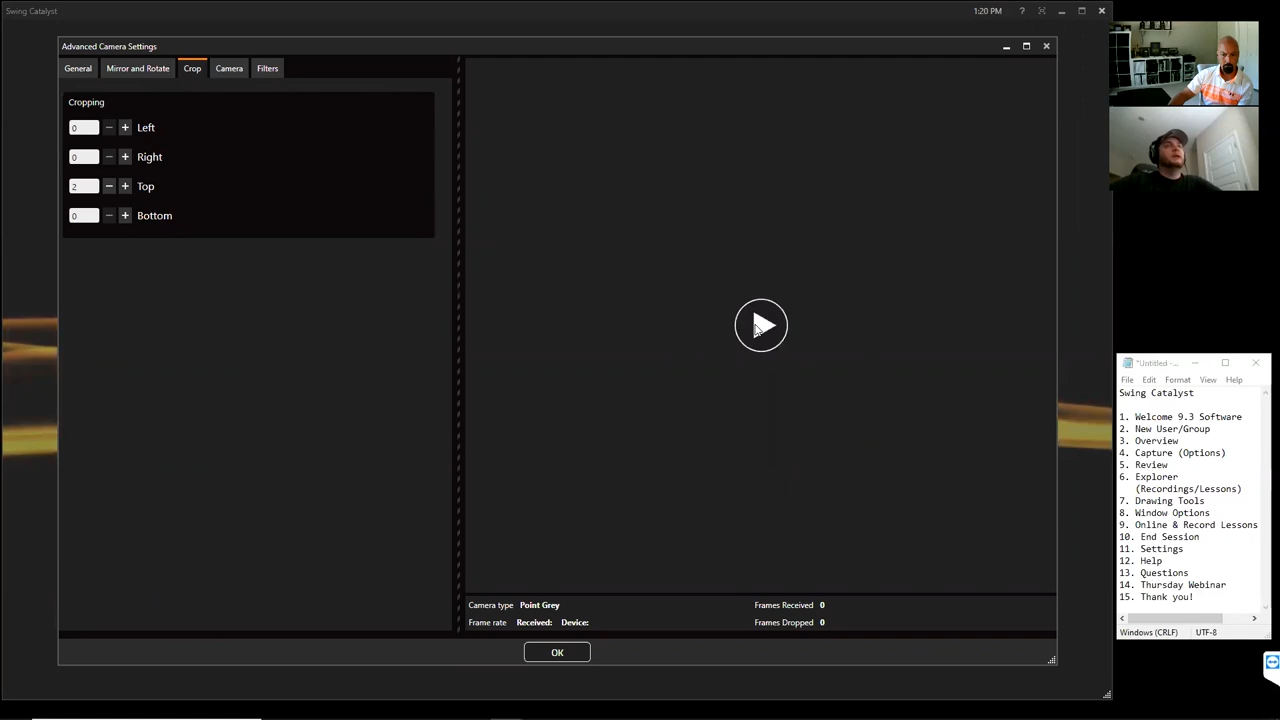 Swing Catalyst
1:20 PM
?
Advanced Camera Settings
General
Mirror and Rotate
Crop
Camera
Filters
Cropping
0 − + Left
0 − + Right
2 − + Top
0 − + Bottom
Camera type Point Grey
Frames Received 0
Frame rate Received: Device:
Frames Dropped 0
OK
*Untitled -...
File Edit Format View Help
Swing Catalyst
1. Welcome 9.3 Software
2. New User/Group
3. Overview
4. Capture (Options)
5. Review
6. Explorer
(Recordings/Lessons)
7. Drawing Tools
8. Window Options
9. Online & Record Lessons
10. End Session
11. Settings
12. Help
13. Questions
14. Thursday Webinar
15. Thank you!
Windows (CRLF) UTF-8